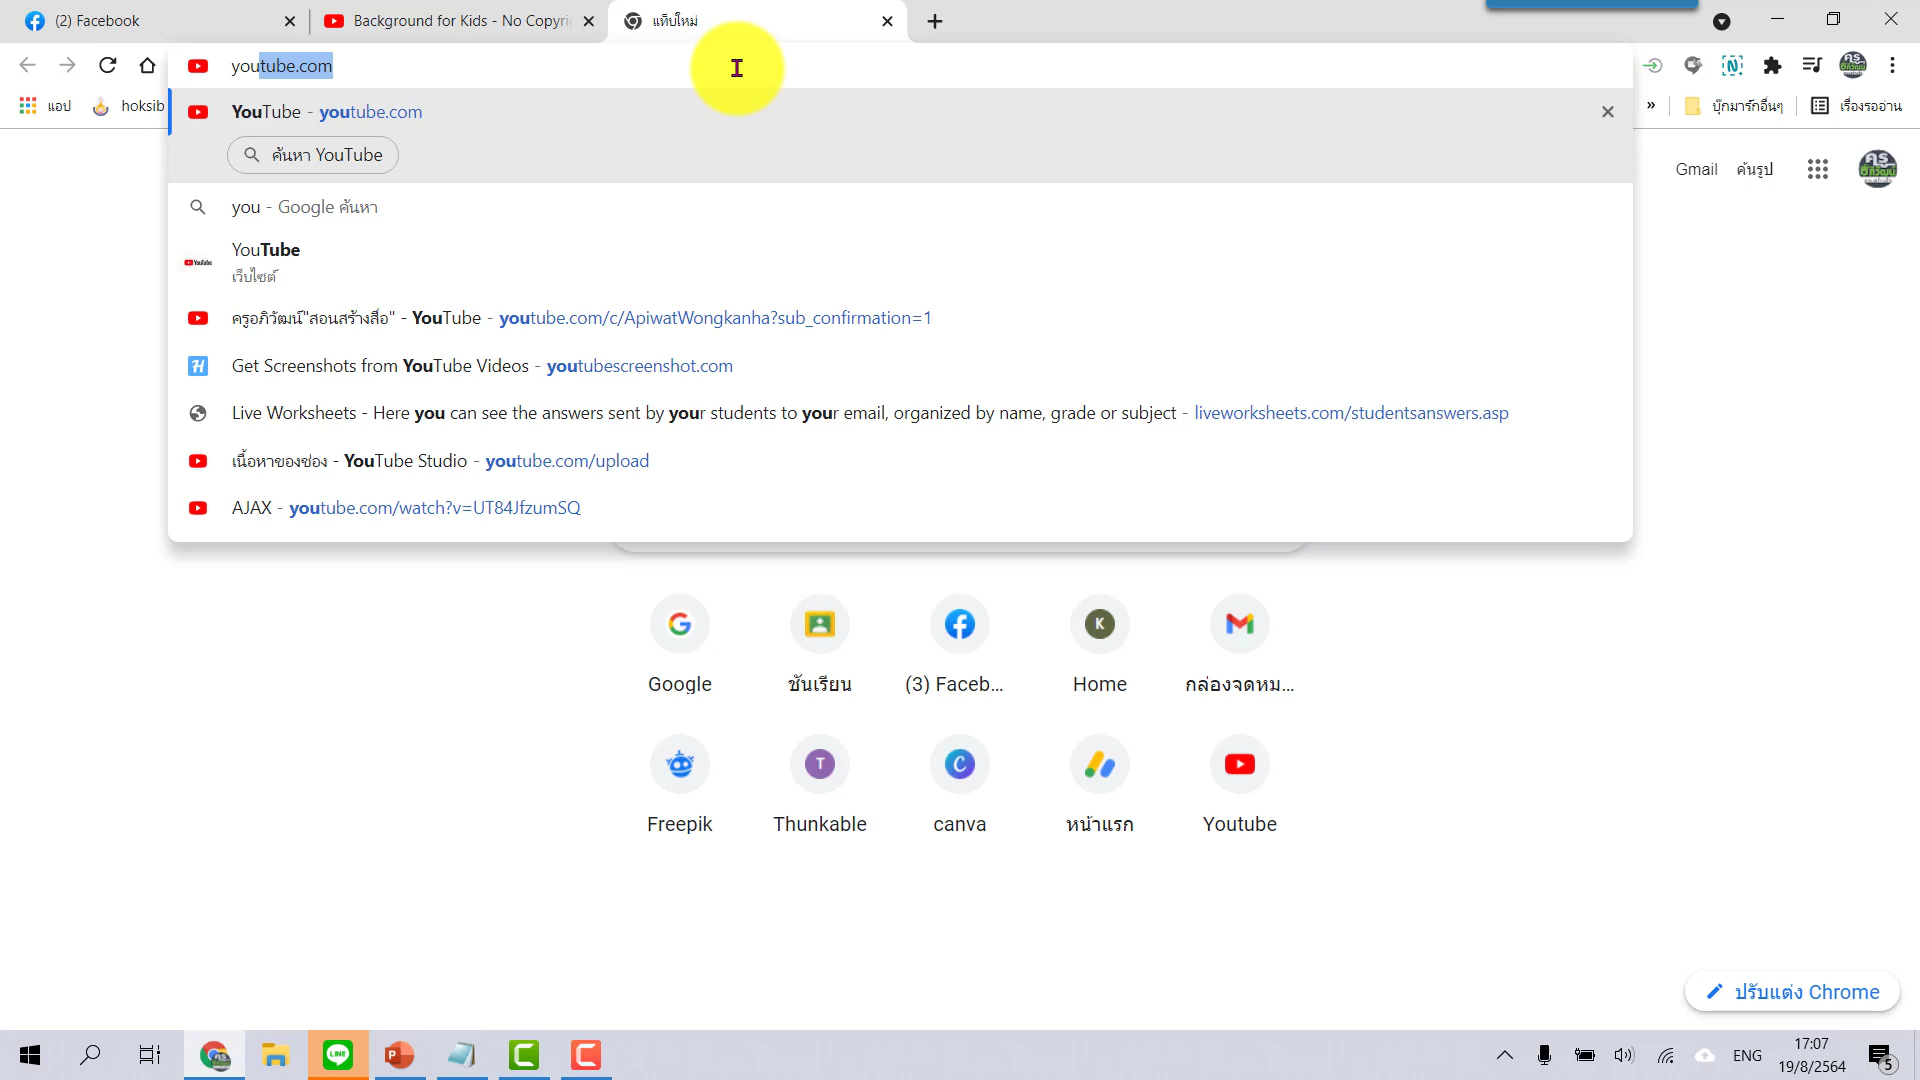 (2) Facebook
Background for Kids - No Copyri
แท็บใหม่
youtube.com
แอป
hoksib
»
บุ๊กมาร์กอื่นๆ
เรื่องรออ่าน
YouTube - youtube.com
ค้นหา YouTube
Gmail
ค้นรูป
you - Google ค้นหา
YouTube
เว็บไซต์
ครูอภิวัฒน์"สอนสร้างสื่อ" - YouTube - youtube.com/c/ApiwatWongkanha?sub_confirmation=1
Get Screenshots from YouTube Videos - youtubescreenshot.com
Live Worksheets - Here you can see the answers sent by your students to your email, organized by name, grade or subject - liveworksheets.com/studentsanswers.asp
เนื้อหาของช่อง - YouTube Studio - youtube.com/upload
AJAX - youtube.com/watch?v=UT84JfzumSQ
K
Google
ชั้นเรียน
(3) Faceb...
Home
กล่องจดหม...
T
Freepik
Thunkable
canva
หน้าแรก
Youtube
ปรับแต่ง Chrome
LINE
ENG
17:07
19/8/2564
5